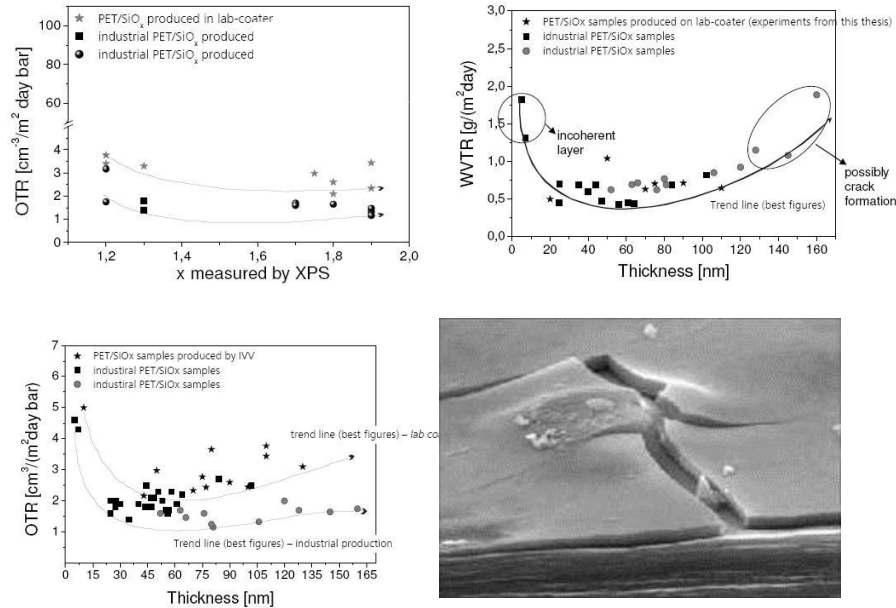 PET/SiOₓ produced in lab-coater
industrial PET/SiOₓ produced
industrial PET/SiOₓ produced
OTR [cm⁻³/m² day bar]
100
80
60
4
3
2
1
0
1,2
1,4
1,6
1,8
2,0
x measured by XPS
PET/SiOx samples produced on lab-coater (experiments from this thesis)
idnustrial PET/SiOx samples
industrial PET/SiOx samples
WVTR [g/(m²day)]
3,0
2,5
2,0
1,5
1,0
0,5
0,0
incoherent
layer
possibly
crack
formation
Trend line (best figures)
0
20
40
60
80
100
120
140
160
Thickness [nm]
PET/SiOx samples produced by IVV
industrial PET/SiOx samples
industrial PET/SiOx samples
OTR [cm³/(m²day bar)
7
6
5
4
3
2
1
trend line (best figures) – lab co
Trend line (best figures) – industrial production
0
15
30
45
60
75
90
105
120
135
150
165
Thickness [nm]